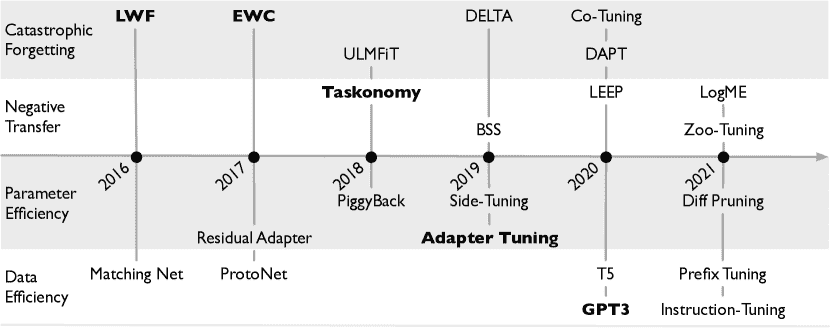 Catastrophic
Forgetting
LWF
EWC
DELTA
Co-Tuning
ULMFiT
DAPT
Negative
Transfer
Taskonomy
LEEP
LogME
BSS
Zoo-Tuning
2016
2017
2018
2019
2020
2021
Parameter
Efficiency
PiggyBack
Side-Tuning
Diff Pruning
Residual Adapter
Adapter Tuning
Data
Efficiency
Matching Net
ProtoNet
T5
Prefix Tuning
GPT3
Instruction-Tuning